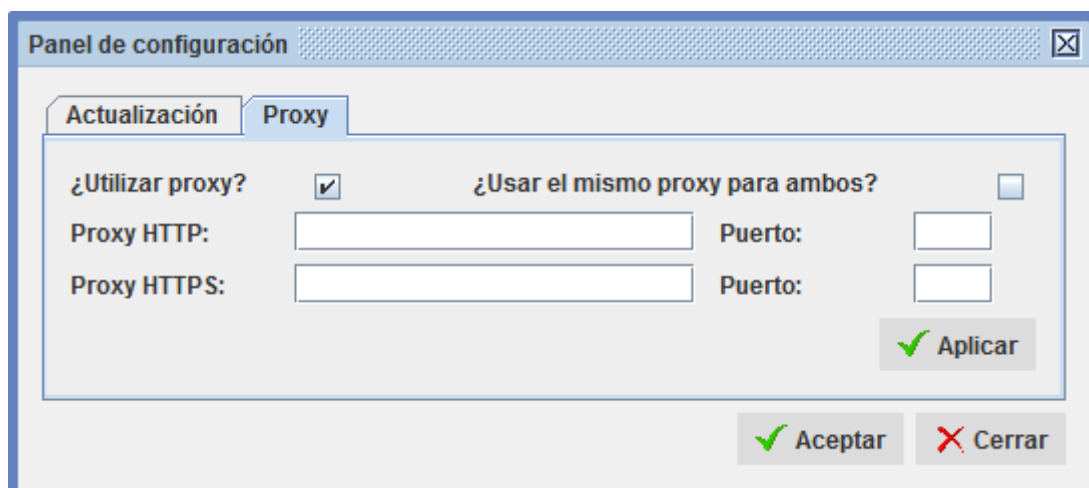 Panel de configuración
Actualización Proxy
¿Utilizar proxy? ¿Usar el mismo proxy para ambos?
Proxy HTTP: Puerto:
Proxy HTTPS: Puerto:
Aplicar
Aceptar Cerrar